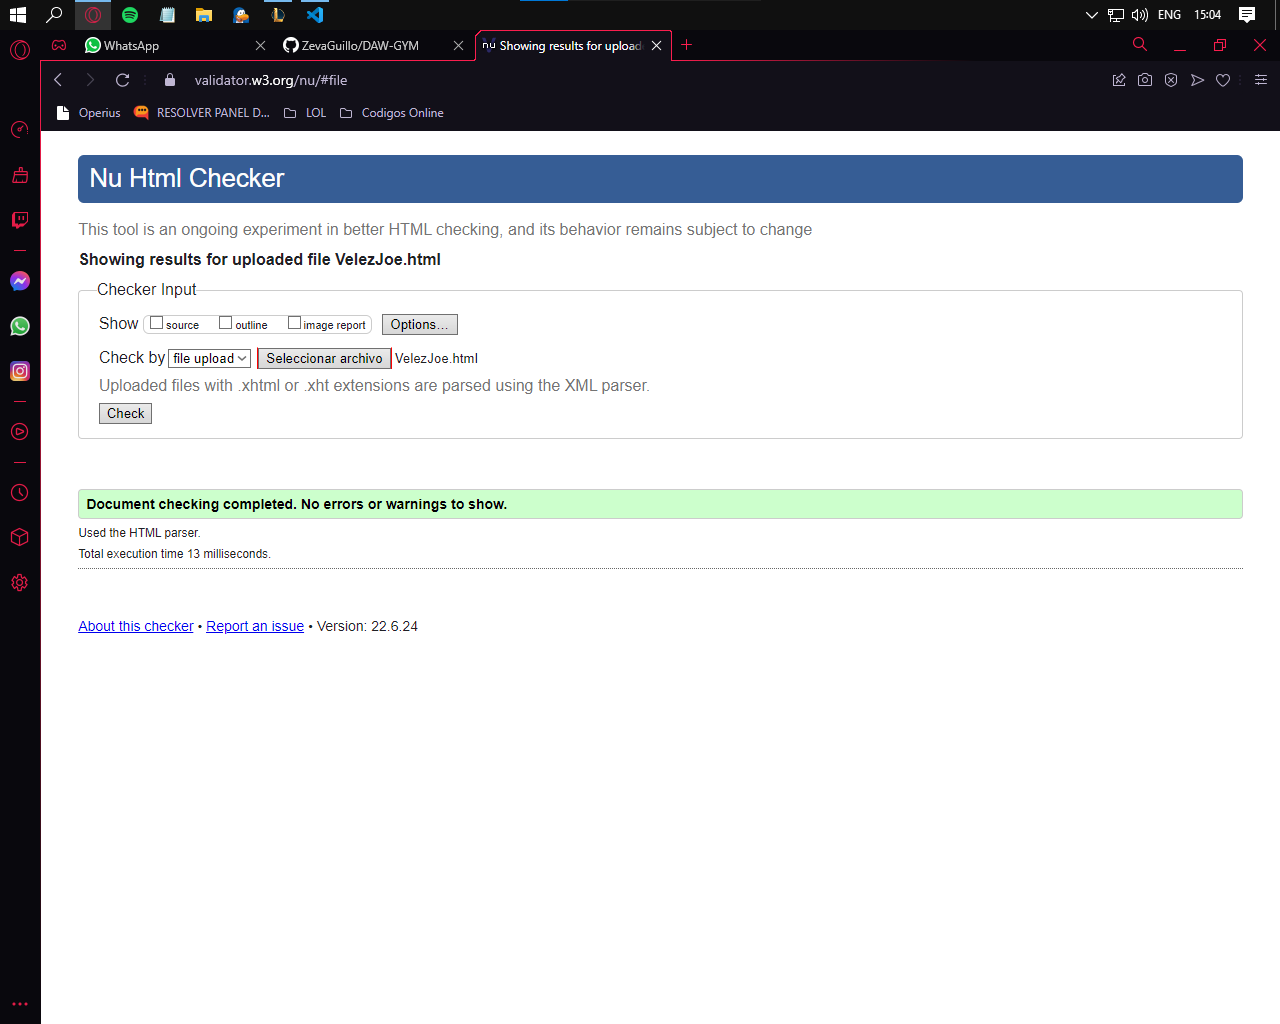 ENG 15:04
WhatsApp ZevaGuillo/DAW-GYM nu Showing results for upload
validator.w3.org/nu/#file
Operius RESOLVER PANEL D... LOL Codigos Online
Nu Html Checker
This tool is an ongoing experiment in better HTML checking, and its behavior remains subject to change
Showing results for uploaded file VelezJoe.html
Checker Input
Show source outline image report Options...
Check by file upload Seleccionar archivo VelezJoe.html
Uploaded files with .xhtml or .xht extensions are parsed using the XML parser.
Check
Document checking completed. No errors or warnings to show.
Used the HTML parser.
Total execution time 13 milliseconds.
About this checker • Report an issue • Version: 22.6.24